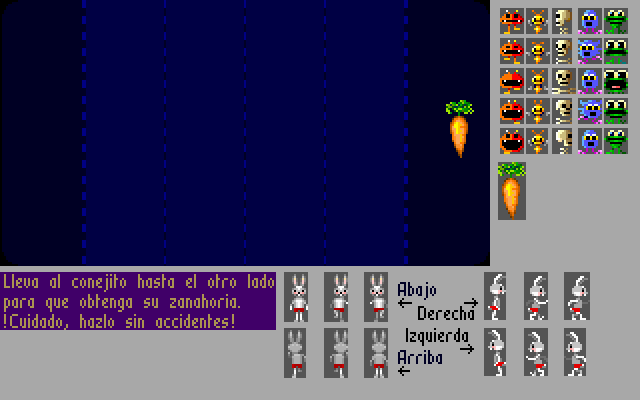 Lleva al conejito hasta el otro lado
para que obtenga su zanahoria.
!Cuidado, hazlo sin accidentes!
Abajo
Derecha
Izquierda
Arriba